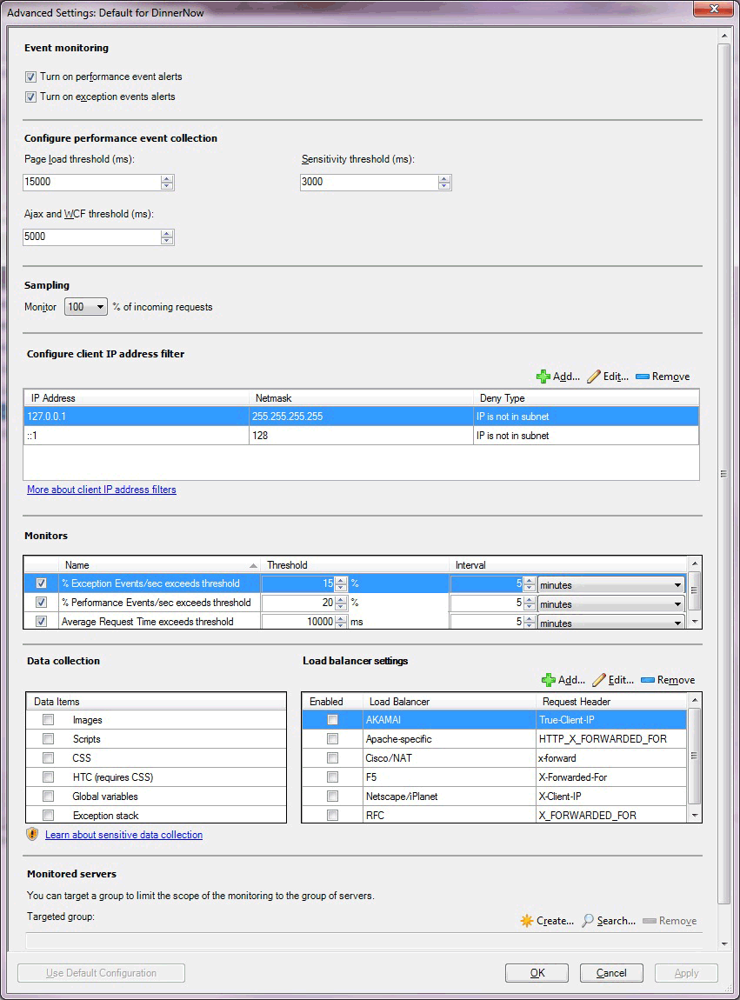 Advanced Settings: Default for DinnerNow
Event monitoring
Turn on performance event alerts
Turn on exception events alerts
Configure performance event collection
Page load threshold (ms): Sensitivity threshold (ms):
15000 3000
Ajax and WCF threshold (ms):
5000
Sampling
Monitor 100 % of incoming requests
Configure client IP address filter
Add... Edit... Remove
IP Address Netmask Deny Type
127.0.0.1 255.255.255.255 IP is not in subnet
::1 128 IP is not in subnet
More about client IP address filters
Monitors
Name Threshold Interval
% Exception Events/sec exceeds threshold 15 % 5 minutes
% Performance Events/sec exceeds threshold 20 % 5 minutes
Average Request Time exceeds threshold 10000 ms 5 minutes
Data collection Load balancer settings
Add... Edit... Remove
Data Items Enabled Load Balancer Request Header
Images AKAMAI True-Client-IP
Scripts Apache-specific HTTP_X_FORWARDED_FOR
CSS Cisco/NAT x-forward
HTC (requires CSS) F5 X-Forwarded-For
Global variables Netscape/iPlanet X-Client-IP
Exception stack RFC X_FORWARDED_FOR
Learn about sensitive data collection
Monitored servers
You can target a group to limit the scope of the monitoring to the group of servers.
Targeted group: Create... Search... Remove
Use Default Configuration OK Cancel Apply